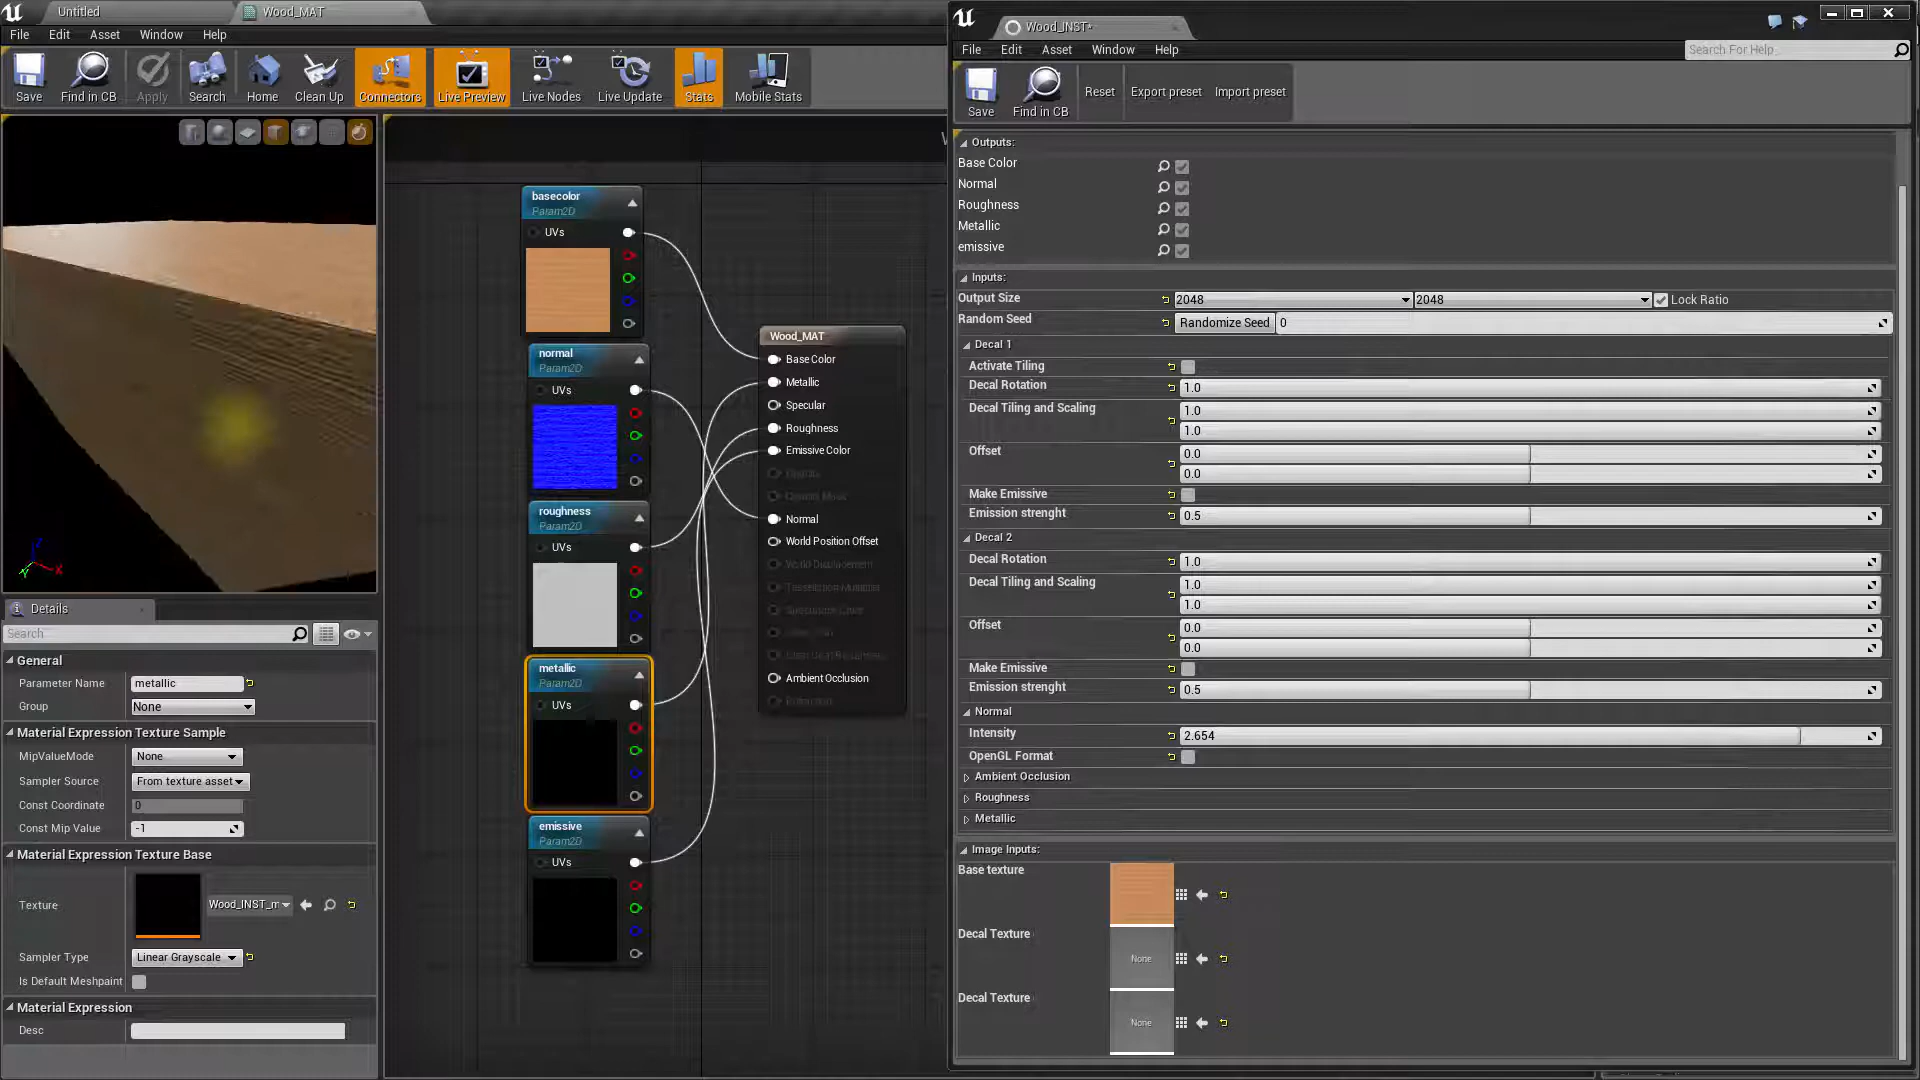 Untitled
Wood_MAT
File Edit Asset Window Help
Save
Find in CB
Apply
Search
Home
Clean Up
Connectors
Live Preview
Live Nodes
Live Update
Stats
Mobile Stats
basecolor
Param2D
UVs
normal
Param2D
UVs
roughness
Param2D
UVs
metallic
Param2D
UVs
emissive
Param2D
UVs
Wood_MAT
Base Color
Metallic
Specular
Roughness
Emissive Color
Normal
World Position Offset
World Displacement
Ambient Occlusion
Details
Search
General
Parameter Name metallic
Group None
Material Expression Texture Sample
MipValueMode None
Sampler Source From texture asset
Const Coordinate 0
Const Mip Value -1
Material Expression Texture Base
Texture Wood_INST_m
Sampler Type Linear Grayscale
Is Default Meshpaint
Material Expression
Desc
Wood_INST*
File Edit Asset Window Help
Search For Help
Save
Find in CB
Reset
Export preset
Import preset
Outputs:
Base Color
Normal
Roughness
Metallic
emissive
Inputs:
Output Size 2048 2048 Lock Ratio
Random Seed Randomize Seed 0
Decal 1
Activate Tiling
Decal Rotation 1.0
Decal Tiling and Scaling 1.0
1.0
Offset 0.0
0.0
Make Emissive
Emission strenght 0.5
Decal 2
Decal Rotation 1.0
Decal Tiling and Scaling 1.0
1.0
Offset 0.0
0.0
Make Emissive
Emission strenght 0.5
Normal
Intensity 2.654
OpenGL Format
Ambient Occlusion
Roughness
Metallic
Image Inputs:
Base texture
Decal Texture
None
Decal Texture
None